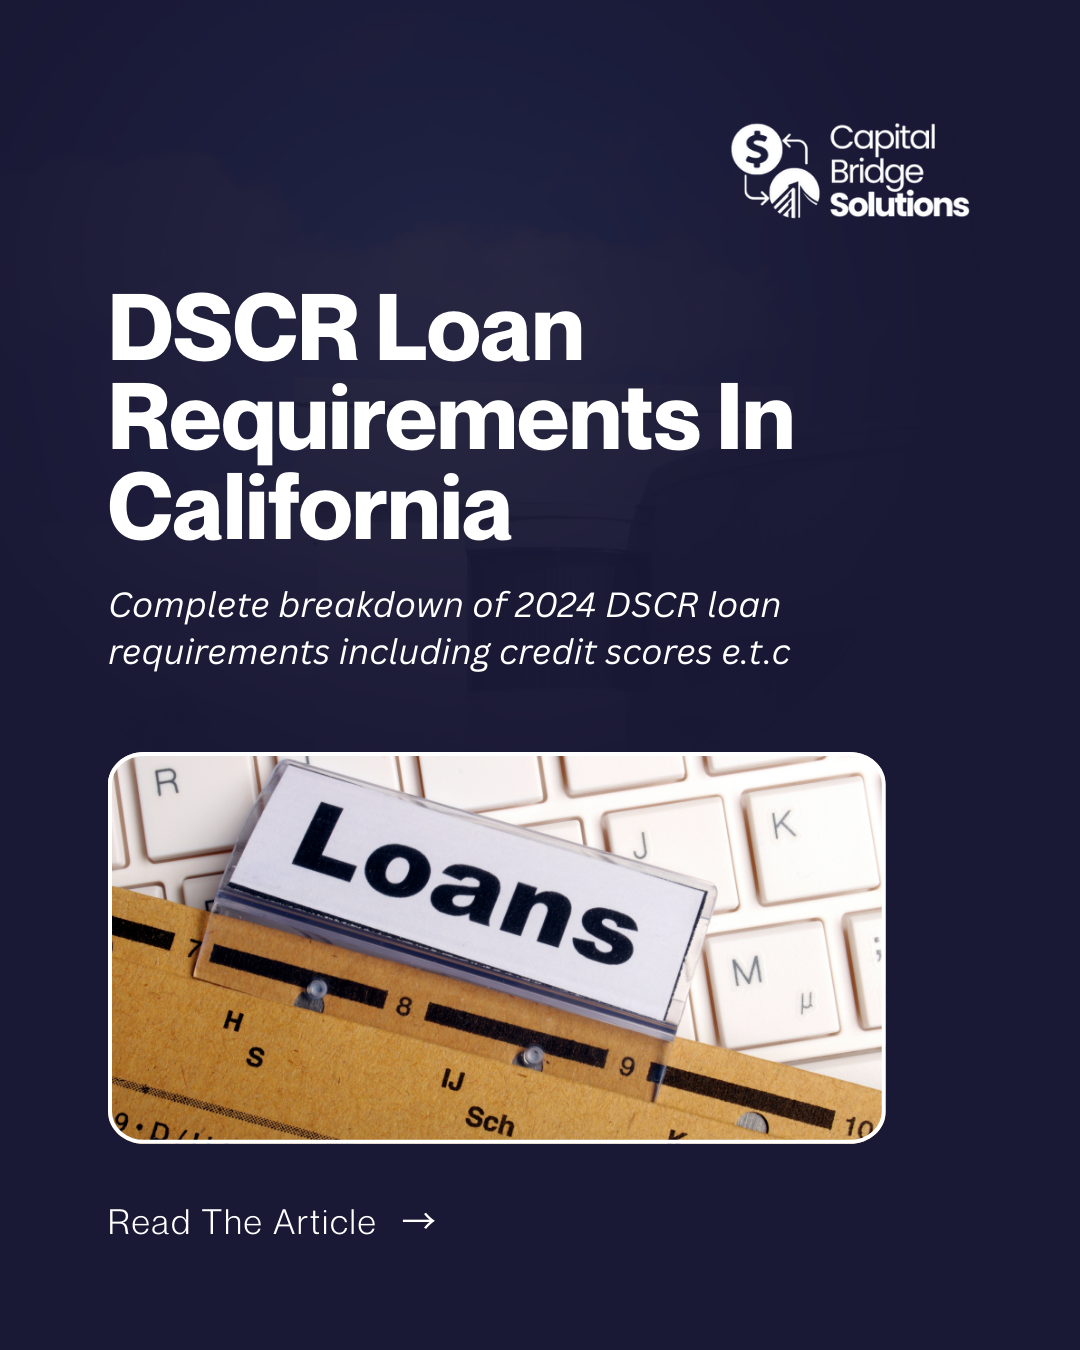 Capital
Bridge
Solutions
DSCR Loan
Requirements In
California
Complete breakdown of 2024 DSCR loan
requirements including credit scores e.t.c
R
J
K
Loans
M
µ
;
7
8
9
10
H
S
IJ
Sch
K
9•D/
Read The Article →